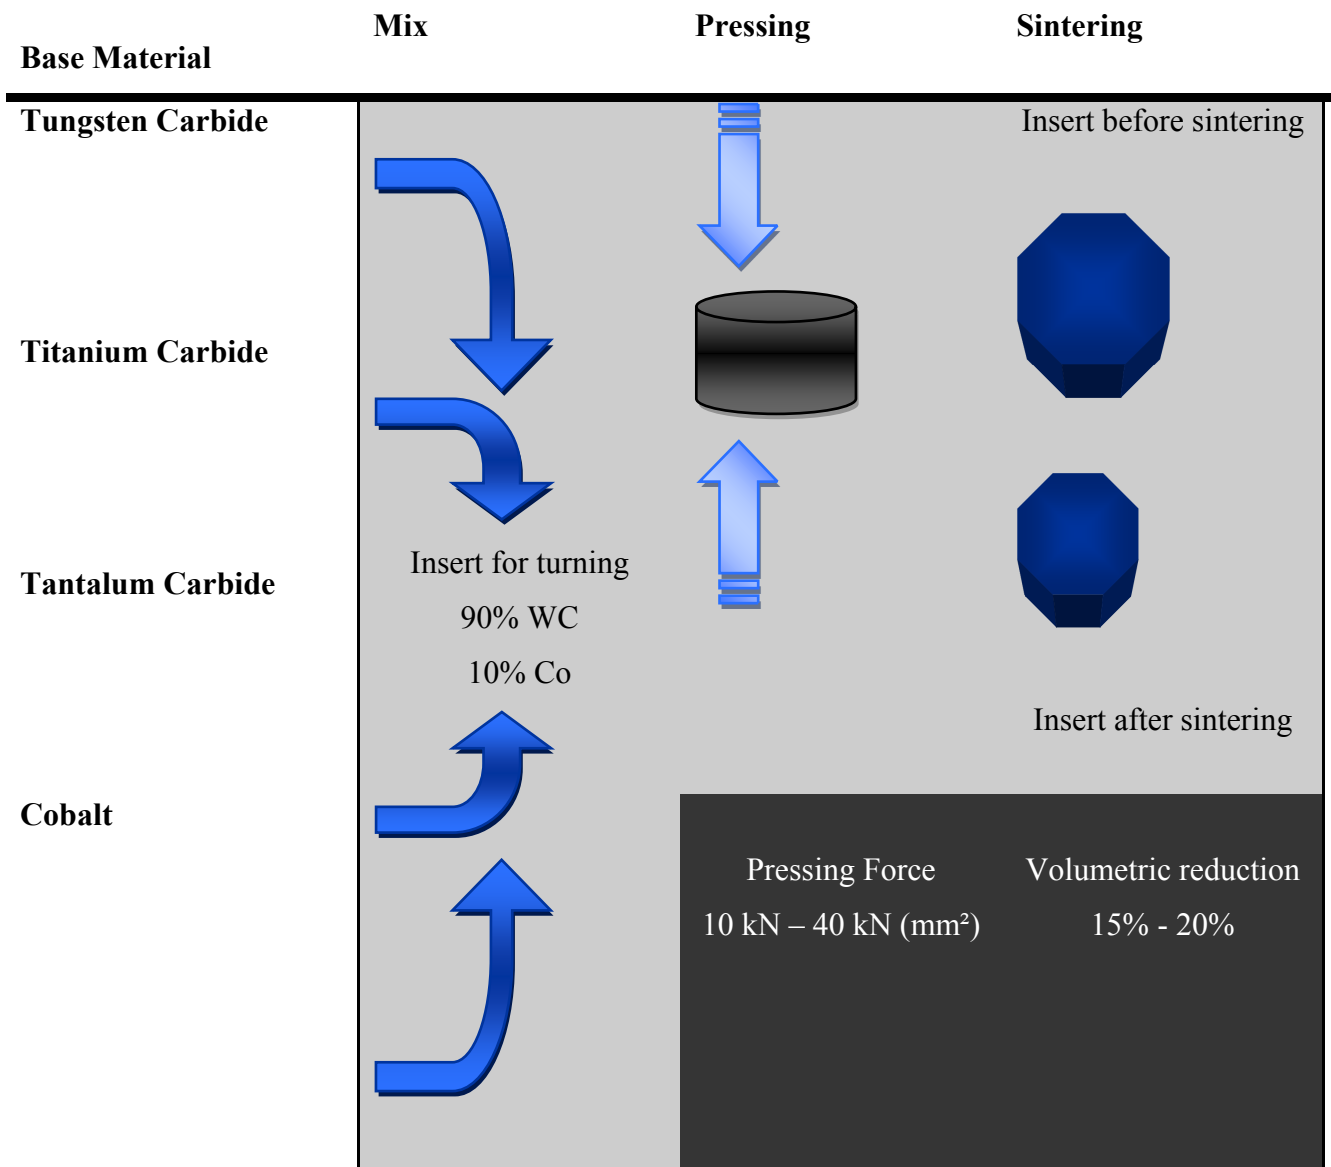 Mix
Pressing
Sintering
Base Material
Tungsten Carbide
Insert before sintering
Titanium Carbide
Tantalum Carbide
Insert for turning
90% WC
10% Co
Insert after sintering
Cobalt
Pressing Force
10 kN – 40 kN (mm²)
Volumetric reduction
15% - 20%